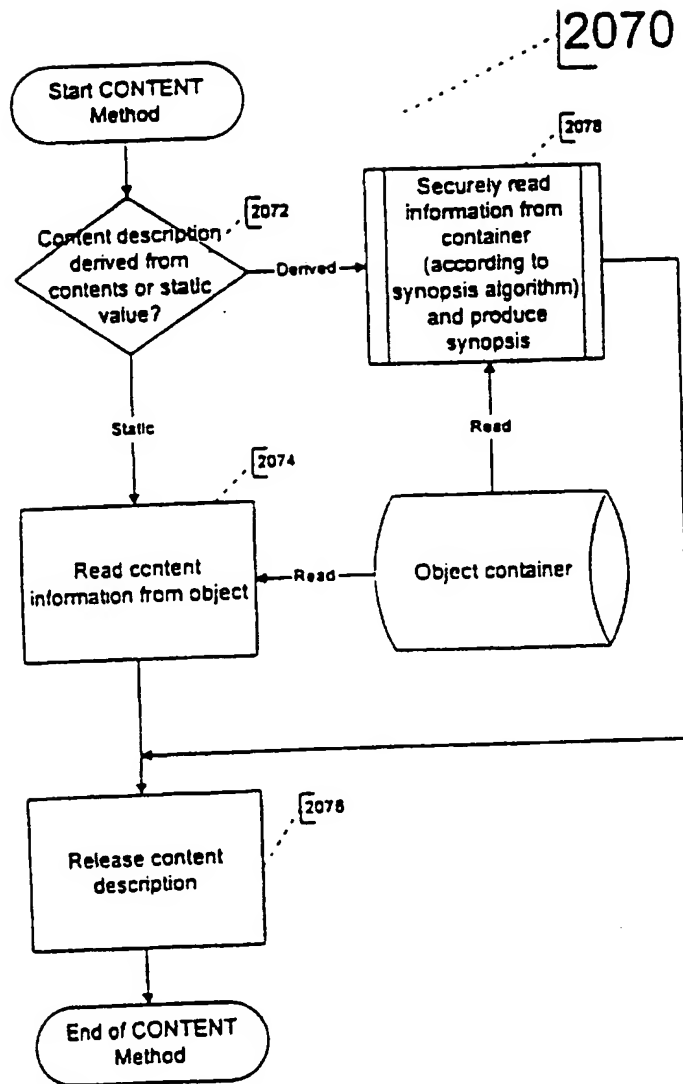 2070
Start CONTENT
Method
2078
Securely read
information from
container
(according to
synopsis algorithm)
and produce
synopsis
2072
Content description
derived from
contents or static
value?
Derived
Static
Read
2074
Read content
information from object
Read
Object container
2076
Release content
description
End of CONTENT
Method